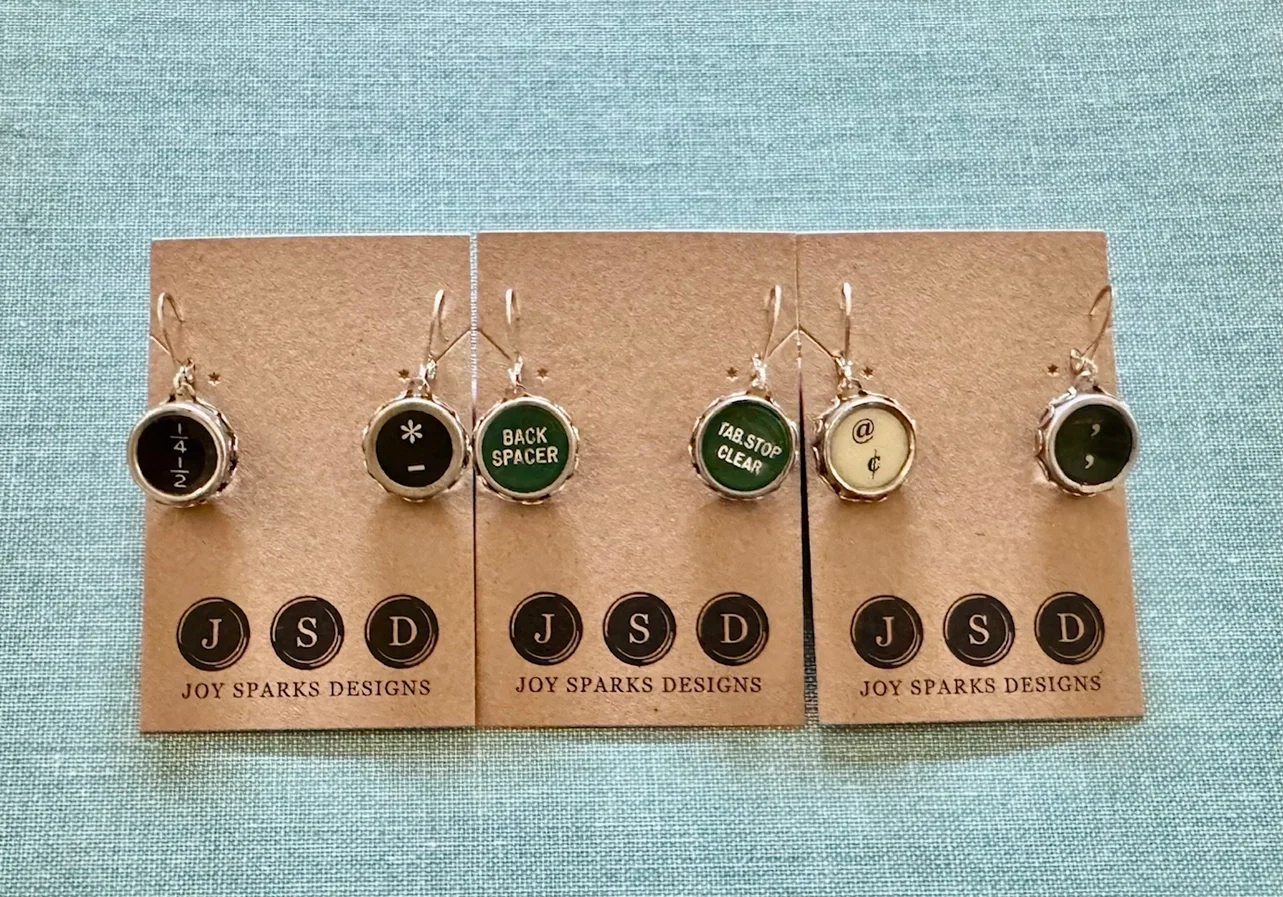 1/4
1/2
*
-
BACK
SPACER
TAB.STOP
CLEAR
@
¢
,
,
J S D
JOY SPARKS DESIGNS
J S D
JOY SPARKS DESIGNS
J S D
JOY SPARKS DESIGNS